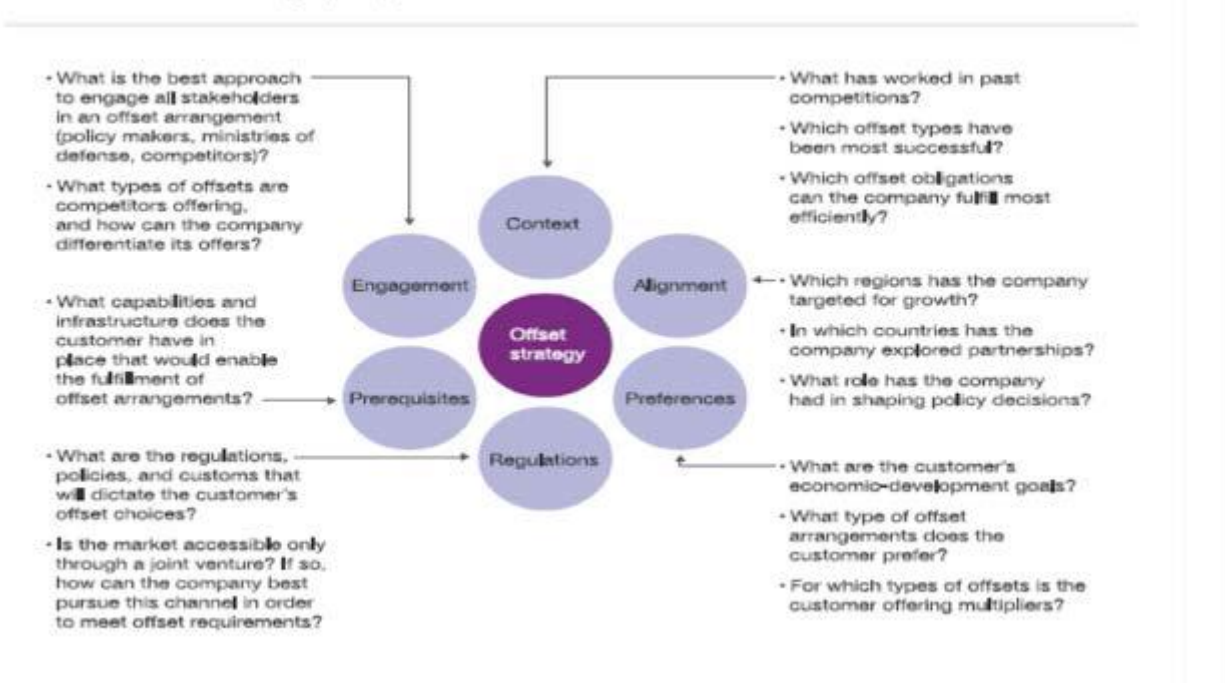 • What is the best approach
to engage all stakeholders
in an offset arrangement
(policy makers, ministries of
defense, competitors)?
• What types of offsets are
competitors offering,
and how can the company
differentiate its offers?
• What capabilities and
infrastructure does the
customer have in
place that would enable
the fulfillment of
offset arrangements?
• What are the regulations,
policies, and customs that
will dictate the customer's
offset choices?
• Is the market accessible only
through a joint venture? If so,
how can the company best
pursue this channel in order
to meet offset requirements?
Context
Engagement
Alignment
Offset
strategy
Prerequisites
Preferences
Regulations
• What has worked in past
competitions?
• Which offset types have
been most successful?
• Which offset obligations
can the company fulfill most
efficiently?
• Which regions has the company
targeted for growth?
• In which countries has the
company explored partnerships?
• What role has the company
had in shaping policy decisions?
• What are the customer's
economic-development goals?
• What type of offset
arrangements does the
customer prefer?
• For which types of offsets is the
customer offering multipliers?